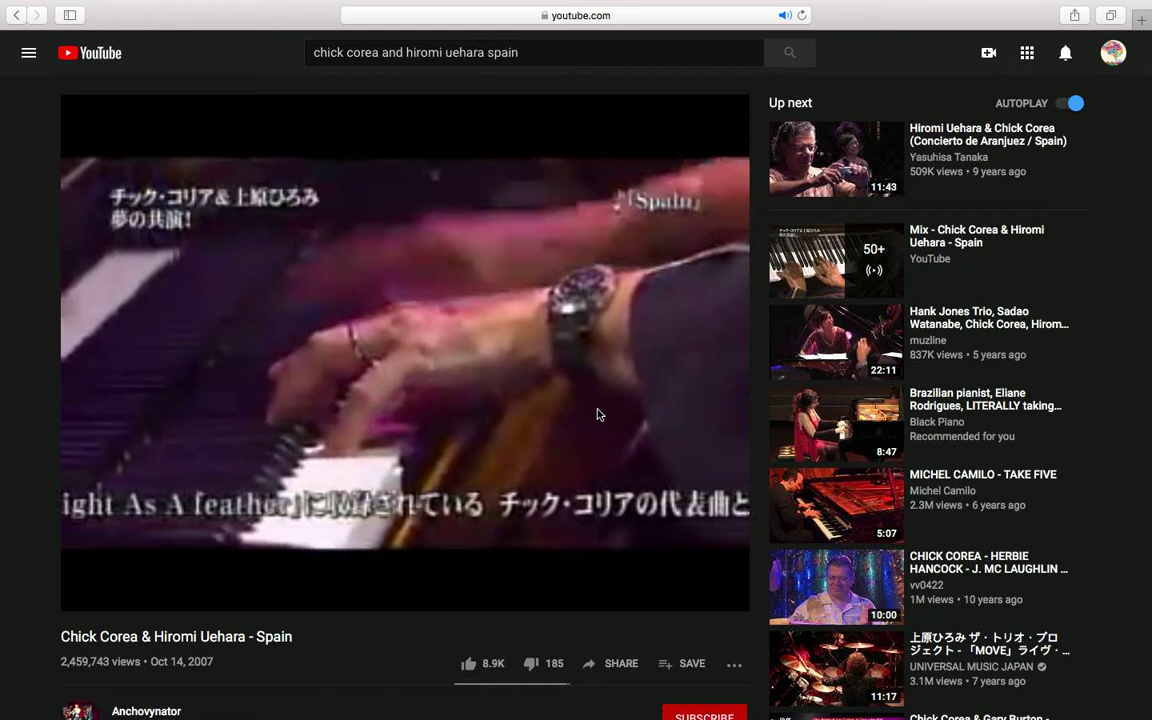 youtube.com
YouTube
chick corea and hiromi uehara spain
チック・コリア&上原ひろみ
夢の共演!
♪「Spain」
ight As A feather」に収録されている チック・コリアの代表曲と
Chick Corea & Hiromi Uehara - Spain
2,459,743 views • Oct 14, 2007
8.9K
185
SHARE
SAVE
Anchovynator
SUBSCRIBE
Up next
AUTOPLAY
Hiromi Uehara & Chick Corea
(Concierto de Aranjuez / Spain)
Yasuhisa Tanaka
509K views • 9 years ago
11:43
Mix - Chick Corea & Hiromi
Uehara - Spain
YouTube
50+
Hank Jones Trio, Sadao
Watanabe, Chick Corea, Hirom...
muzline
837K views • 5 years ago
22:11
Brazilian pianist, Eliane
Rodrigues, LITERALLY taking...
Black Piano
Recommended for you
8:47
MICHEL CAMILO - TAKE FIVE
Michel Camilo
2.3M views • 6 years ago
5:07
CHICK COREA - HERBIE
HANCOCK - J. MC LAUGHLIN ...
vv0422
1M views • 10 years ago
10:00
上原ひろみ ザ・トリオ・プロ
ジェクト - 「MOVE」ライヴ・...
UNIVERSAL MUSIC JAPAN
3.1M views • 7 years ago
11:17
Chick Corea & Gary Burton -